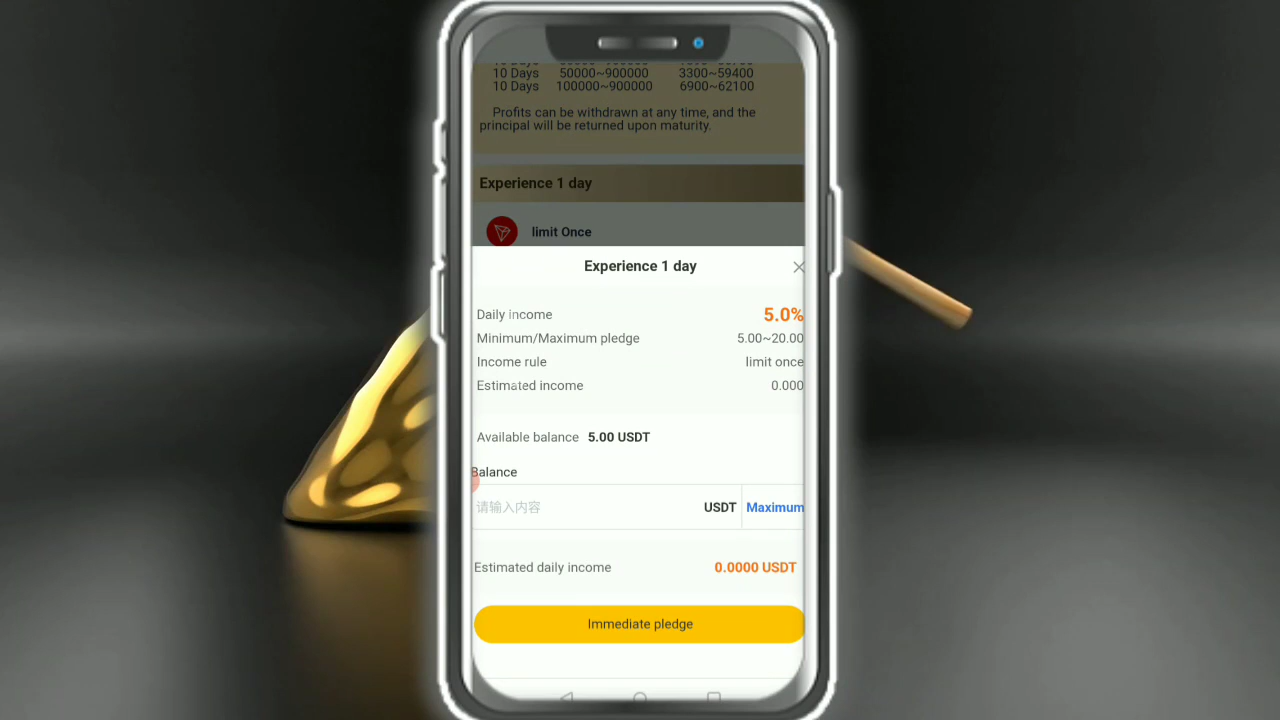 10 Days 50000~900000 3300~59400
10 Days 100000~900000 6900~62100
Profits can be withdrawn at any time, and the
principal will be returned upon maturity.
Experience 1 day
limit Once
Experience 1 day
Daily income 5.0%
Minimum/Maximum pledge 5.00~20.00
Income rule limit once
Estimated income 0.000
Available balance 5.00 USDT
Balance
请输入内容 USDT Maximum
Estimated daily income 0.0000 USDT
Immediate pledge